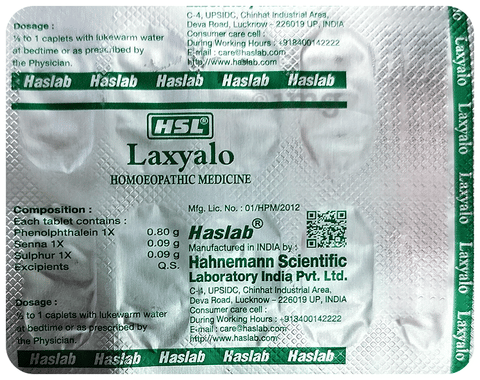 Dosage :
½ to 1 caplets with lukewarm water
at bedtime or as prescribed by
the Physician.
C-4, UPSIDC, Chinhat Industrial Area,
Deva Road, Lucknow - 226019 UP, INDIA
Consumer care cell :
During Working Hours : +918400142222
E-mail : care@haslab.com
http://www.haslab.com
Haslab Haslab Haslab Haslab Haslab
HSL®
Laxyalo
HOMOEOPATHIC MEDICINE
Composition :
Each tablet contains :
Phenolphthalein 1X 0.80 g
Senna 1X 0.09 g
Sulphur 1X 0.09 g
Excipients Q.S.
Dosage :
½ to 1 caplets with lukewarm water
at bedtime or as prescribed by
the Physician.
Mfg. Lic. No. : 01/HPM/2012
Haslab®
Manufactured in INDIA by :
Hahnemann Scientific
Laboratory India Pvt. Ltd.
C-4, UPSIDC, Chinhat Industrial Area,
Deva Road, Lucknow - 226019 UP, INDIA
Consumer care cell :
During Working Hours : +918400142222
E-mail : care@haslab.com
http://www.haslab.com
Haslab Haslab Haslab Haslab Haslab
Laxyalo Laxyalo Laxyalo Laxyalo Laxyalo